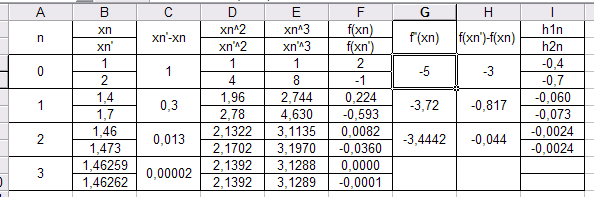 A B C D E F G H I
n xn xn'-xn xn^2 xn^3 f(xn) f"(xn) f(xn')-f(xn) h1n
xn' xn'^2 xn'^3 f(xn') h2n
0 1 1 1 1 2 -5 -3 -0,4
2 4 8 -1 -0,7
1 1,4 0,3 1,96 2,744 0,224 -3,72 -0,817 -0,060
1,7 2,78 4,630 -0,593 -0,073
2 1,46 0,013 2,1322 3,1135 0,0082 -3,4442 -0,044 -0,0024
1,473 2,1702 3,1970 -0,0360 -0,0024
3 1,46259 0,00002 2,1392 3,1288 0,0000
1,46262 2,1392 3,1289 -0,0001